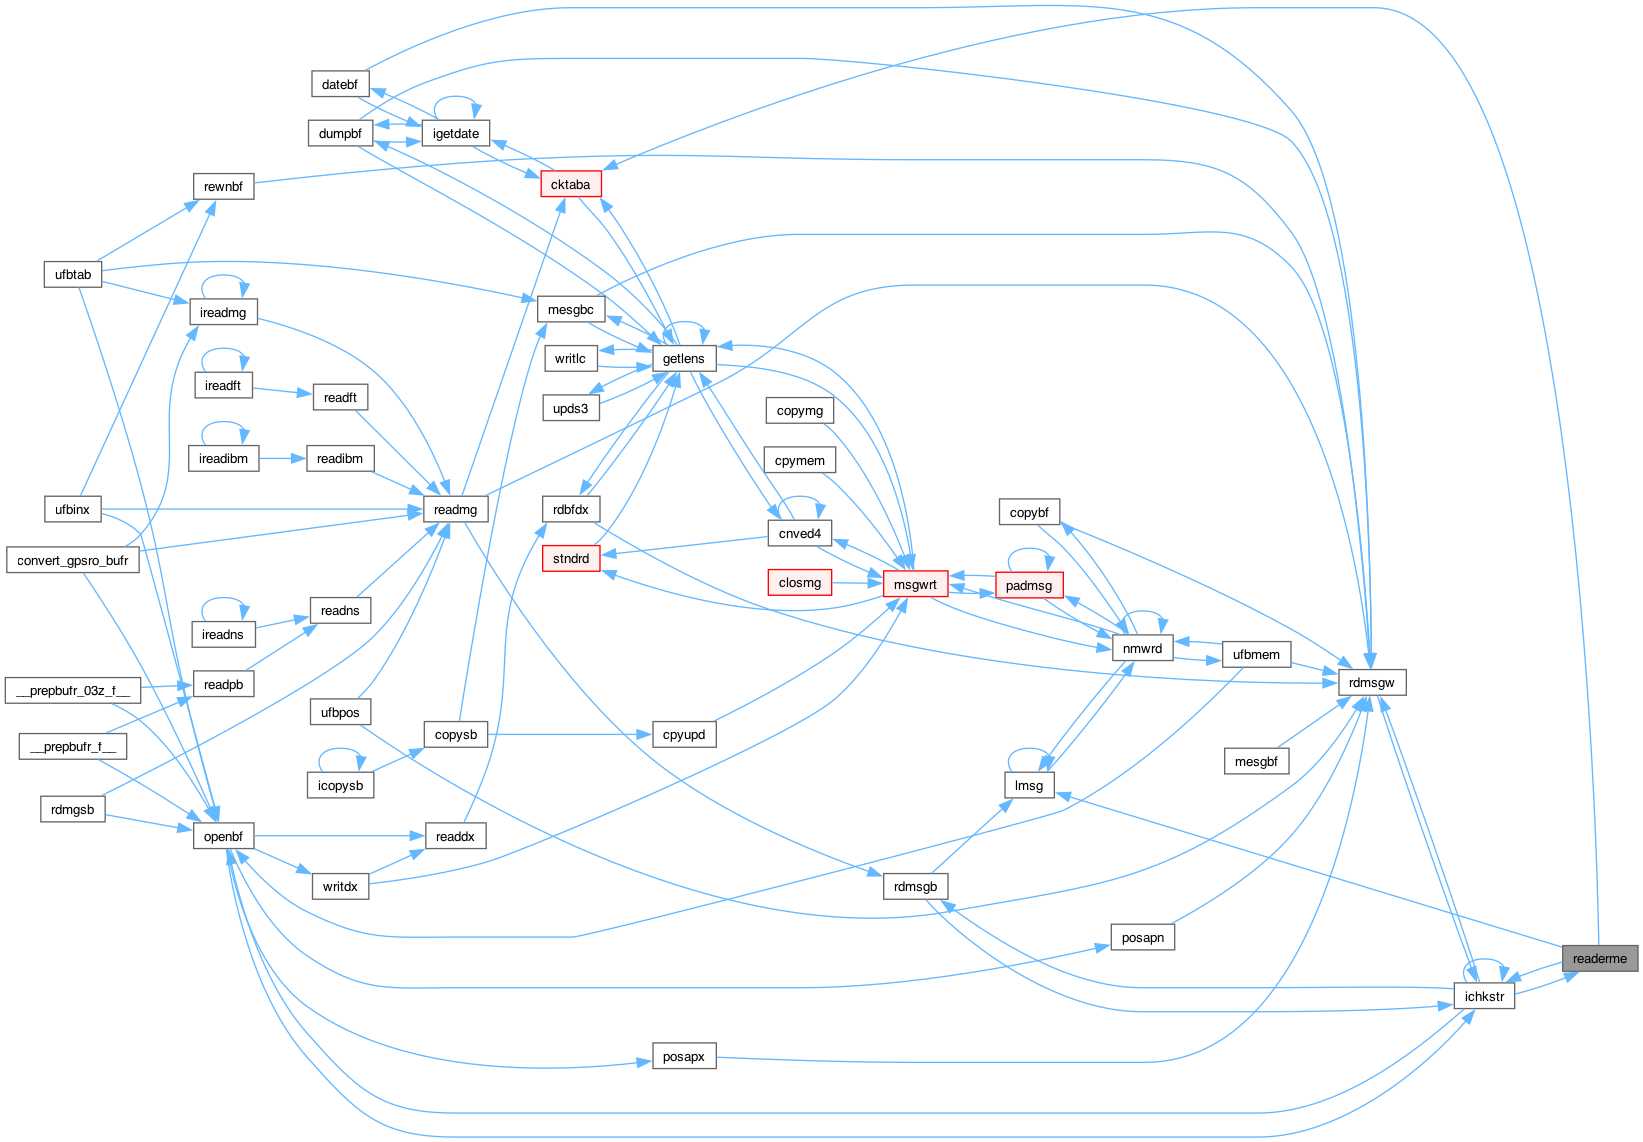 datebf
dumpbf
igetdate
rewnbf
cktaba
ufbtab
ireadmg
mesgbc
writlc
getlens
ireadft
readft
upds3
copymg
ireadibm
readibm
cpymem
ufbinx
readmg
rdbfdx
copybf
cnved4
convert_gpsro_bufr
stndrd
closmg
msgwrt
padmsg
readns
ireadns
nmwrd
ufbmem
__prepbufr_03z_f__
readpb
rdmsgw
ufbpos
__prepbufr_f__
copysb
cpyupd
mesgbf
icopysb
lmsg
rdmgsb
openbf
readdx
writdx
rdmsgb
posapn
readerme
ichkstr
posapx